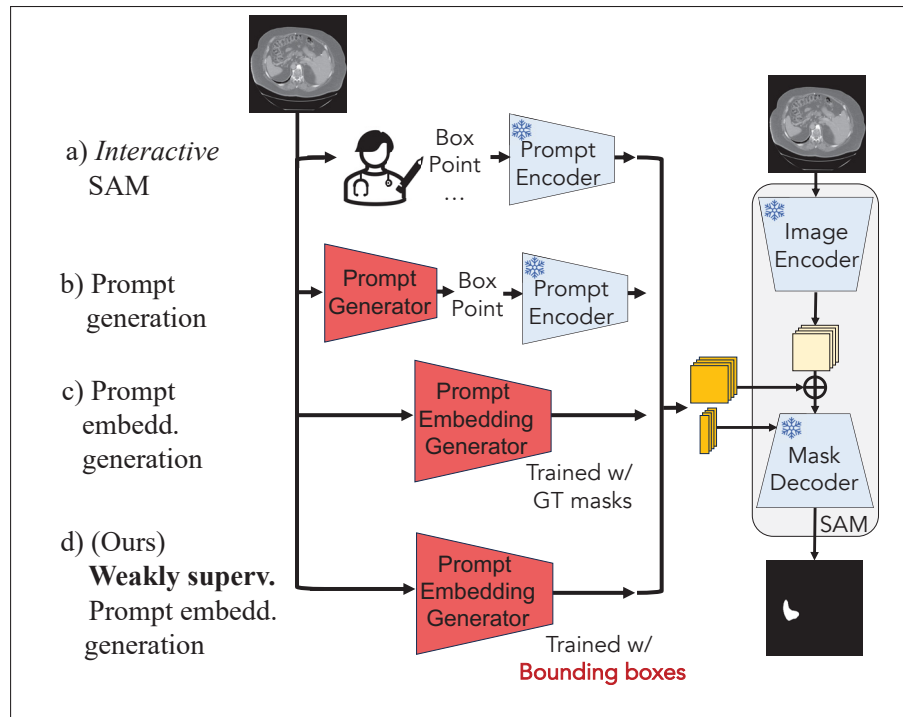 a) Interactive
SAM
Box
Point
...
Prompt
Encoder
b) Prompt
generation
Prompt
Generator
Box
Point
Prompt
Encoder
c) Prompt
embedd.
generation
Prompt
Embedding
Generator
Trained w/
GT masks
d) (Ours)
Weakly superv.
Prompt embedd.
generation
Prompt
Embedding
Generator
Trained w/
Bounding boxes
Image
Encoder
Mask
Decoder
SAM